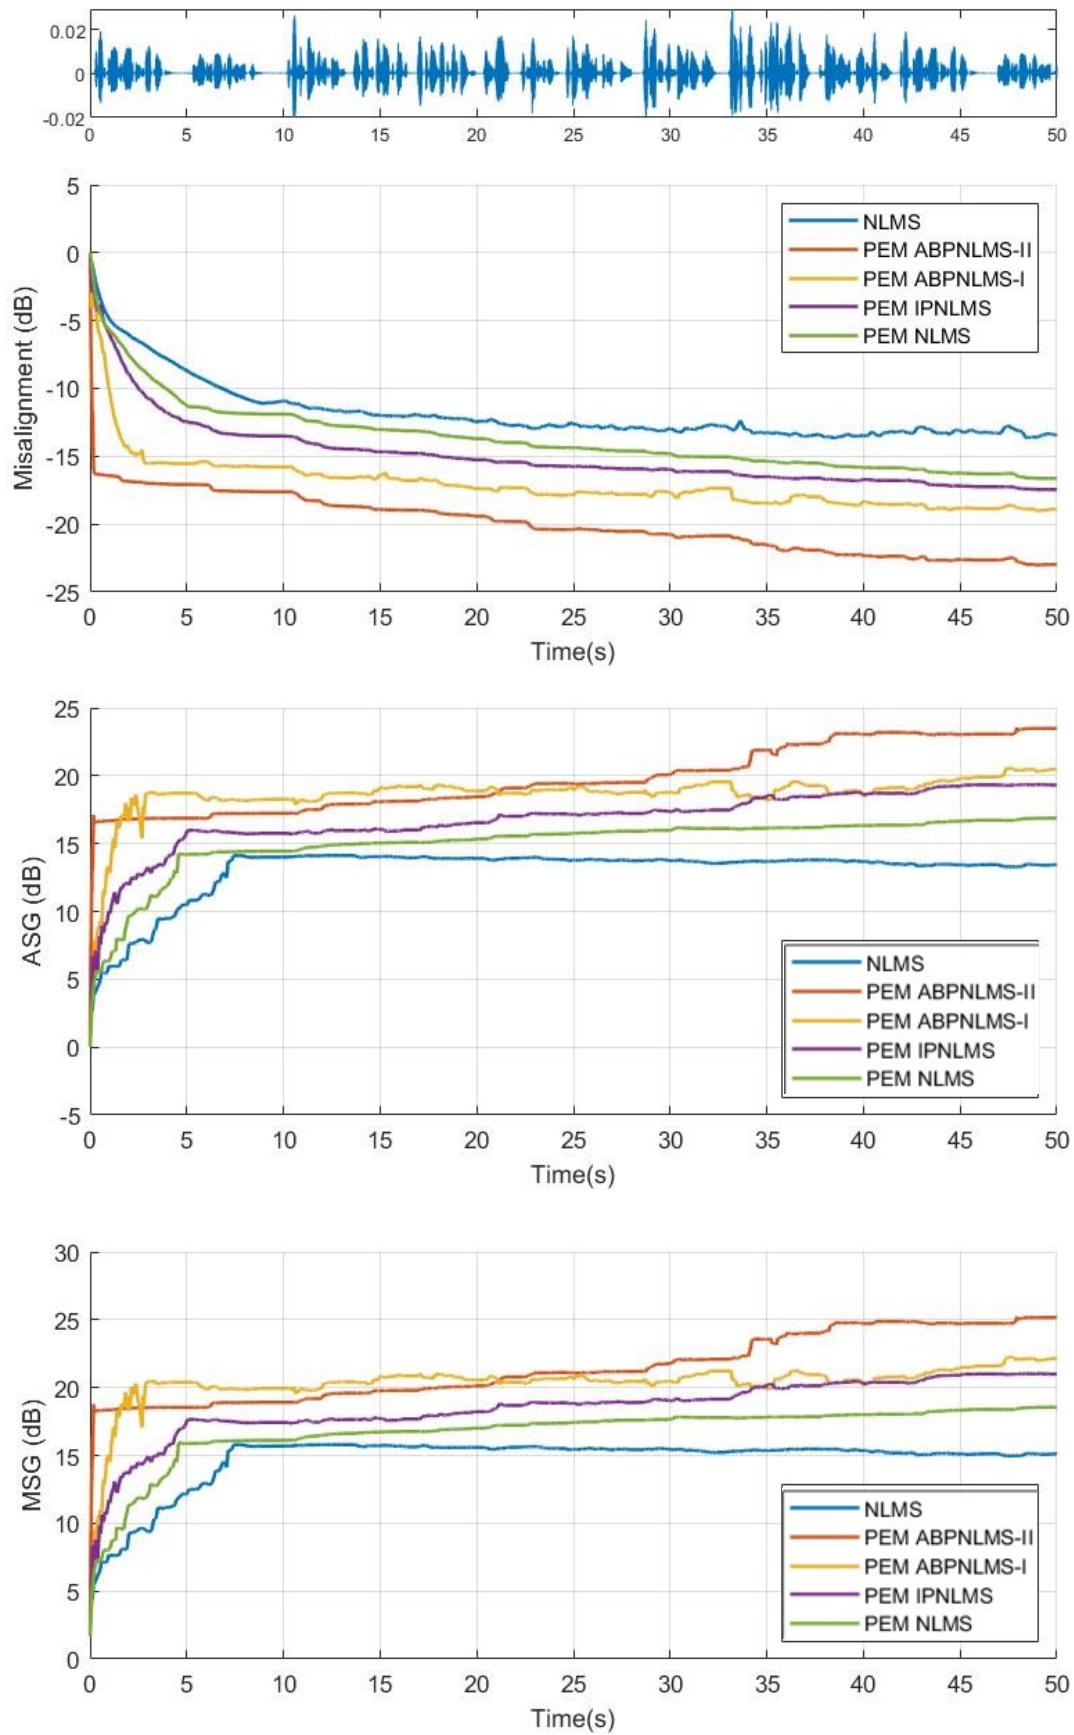 0.02
0
-0.02
0 5 10 15 20 25 30 35 40 45 50
5
0
-5
-10
-15
-20
-25
Misalignment (dB)
NLMS
PEM ABPNLMS-II
PEM ABPNLMS-I
PEM IPNLMS
PEM NLMS
0 5 10 15 20 25 30 35 40 45 50
Time(s)
25
20
15
10
5
0
-5
ASG (dB)
NLMS
PEM ABPNLMS-II
PEM ABPNLMS-I
PEM IPNLMS
PEM NLMS
0 5 10 15 20 25 30 35 40 45 50
Time(s)
30
25
20
15
10
5
0
MSG (dB)
NLMS
PEM ABPNLMS-II
PEM ABPNLMS-I
PEM IPNLMS
PEM NLMS
0 5 10 15 20 25 30 35 40 45 50
Time(s)